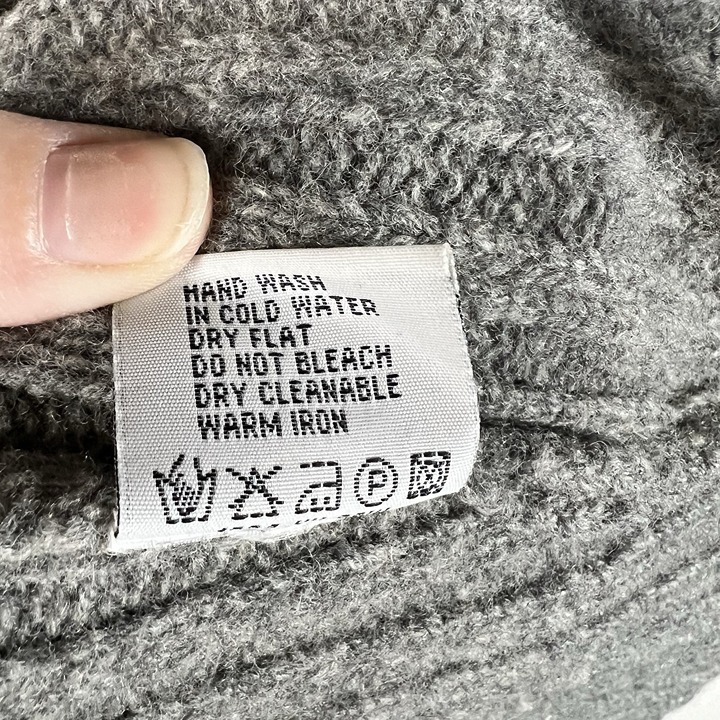 HAND WASH
IN COLD WATER
DRY FLAT
DO NOT BLEACH
DRY CLEANABLE
WARM IRON
P